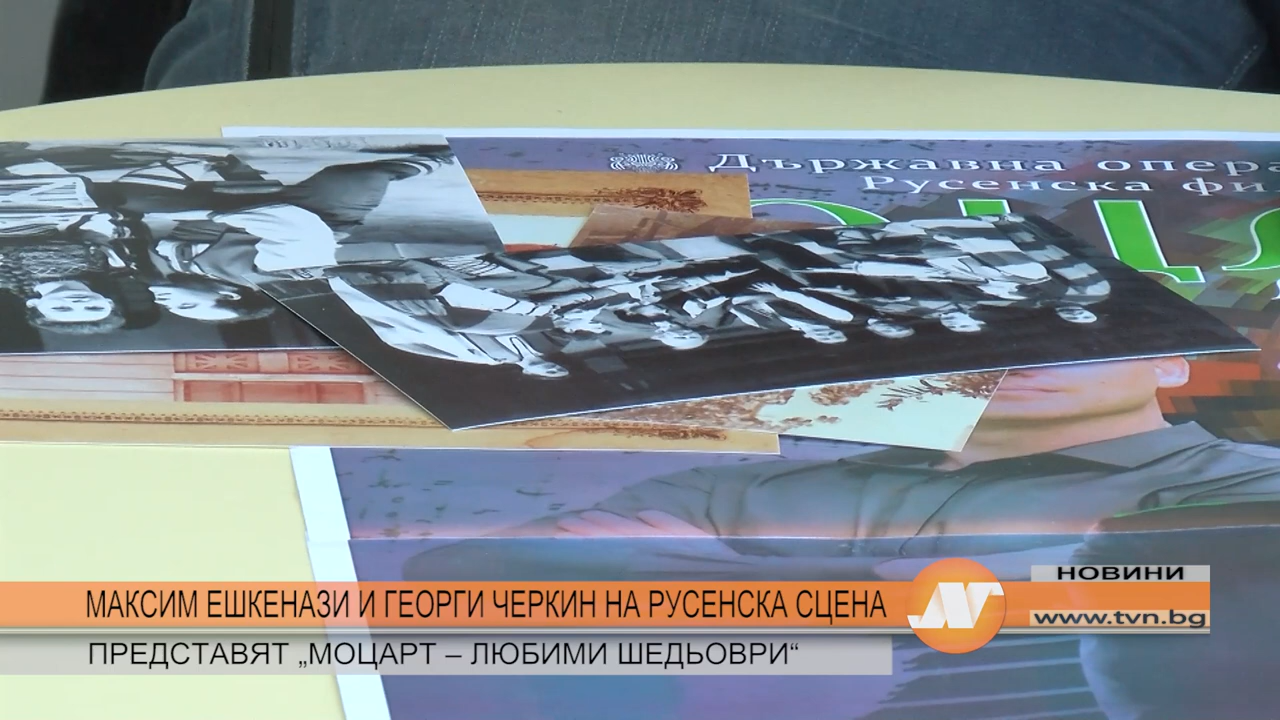 Държавна опера
Русенска фи
МАКСИМ ЕШКЕНАЗИ И ГЕОРГИ ЧЕРКИН НА РУСЕНСКА СЦЕНА
НОВИНИ
www.tvn.bg
ПРЕДСТАВЯТ „МОЦАРТ – ЛЮБИМИ ШЕДЬОВРИ“